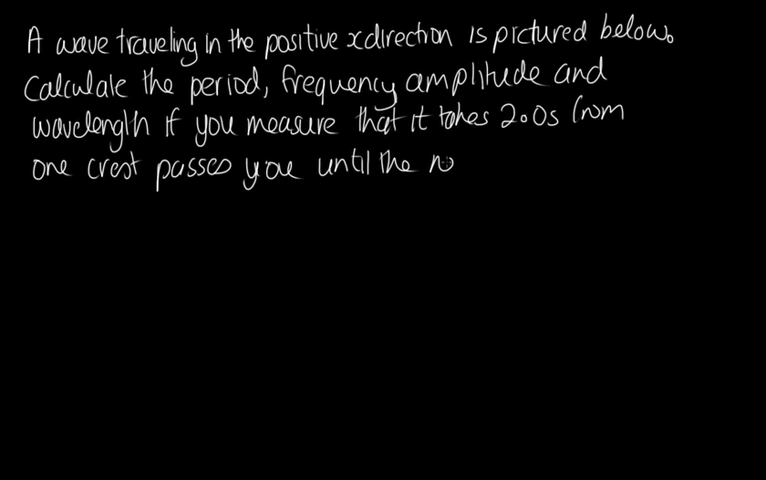 A wave traveling in the positive x direction is pictured below.
Calculate the period, frequency amplitude and
wavelength if you measure that it takes 2.0s from
one crest passes you until the n